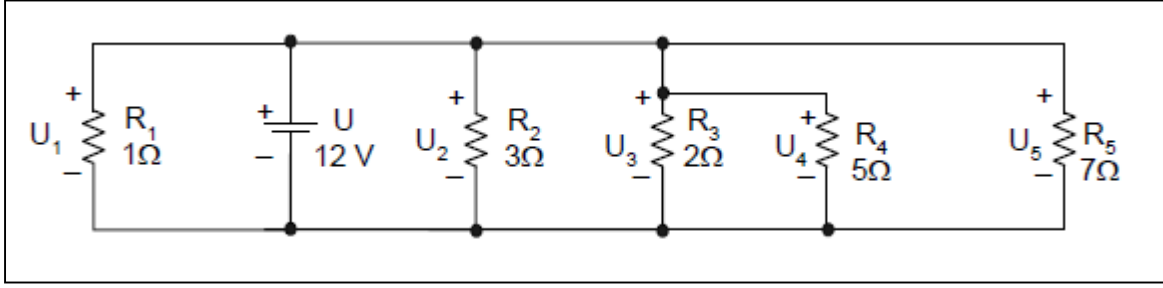 + U₁ – R₁ 1Ω
+ – U 12 V
+ U₂ – R₂ 3Ω
+ U₃ – R₃ 2Ω
+ U₄ – R₄ 5Ω
+ U₅ – R₅ 7Ω